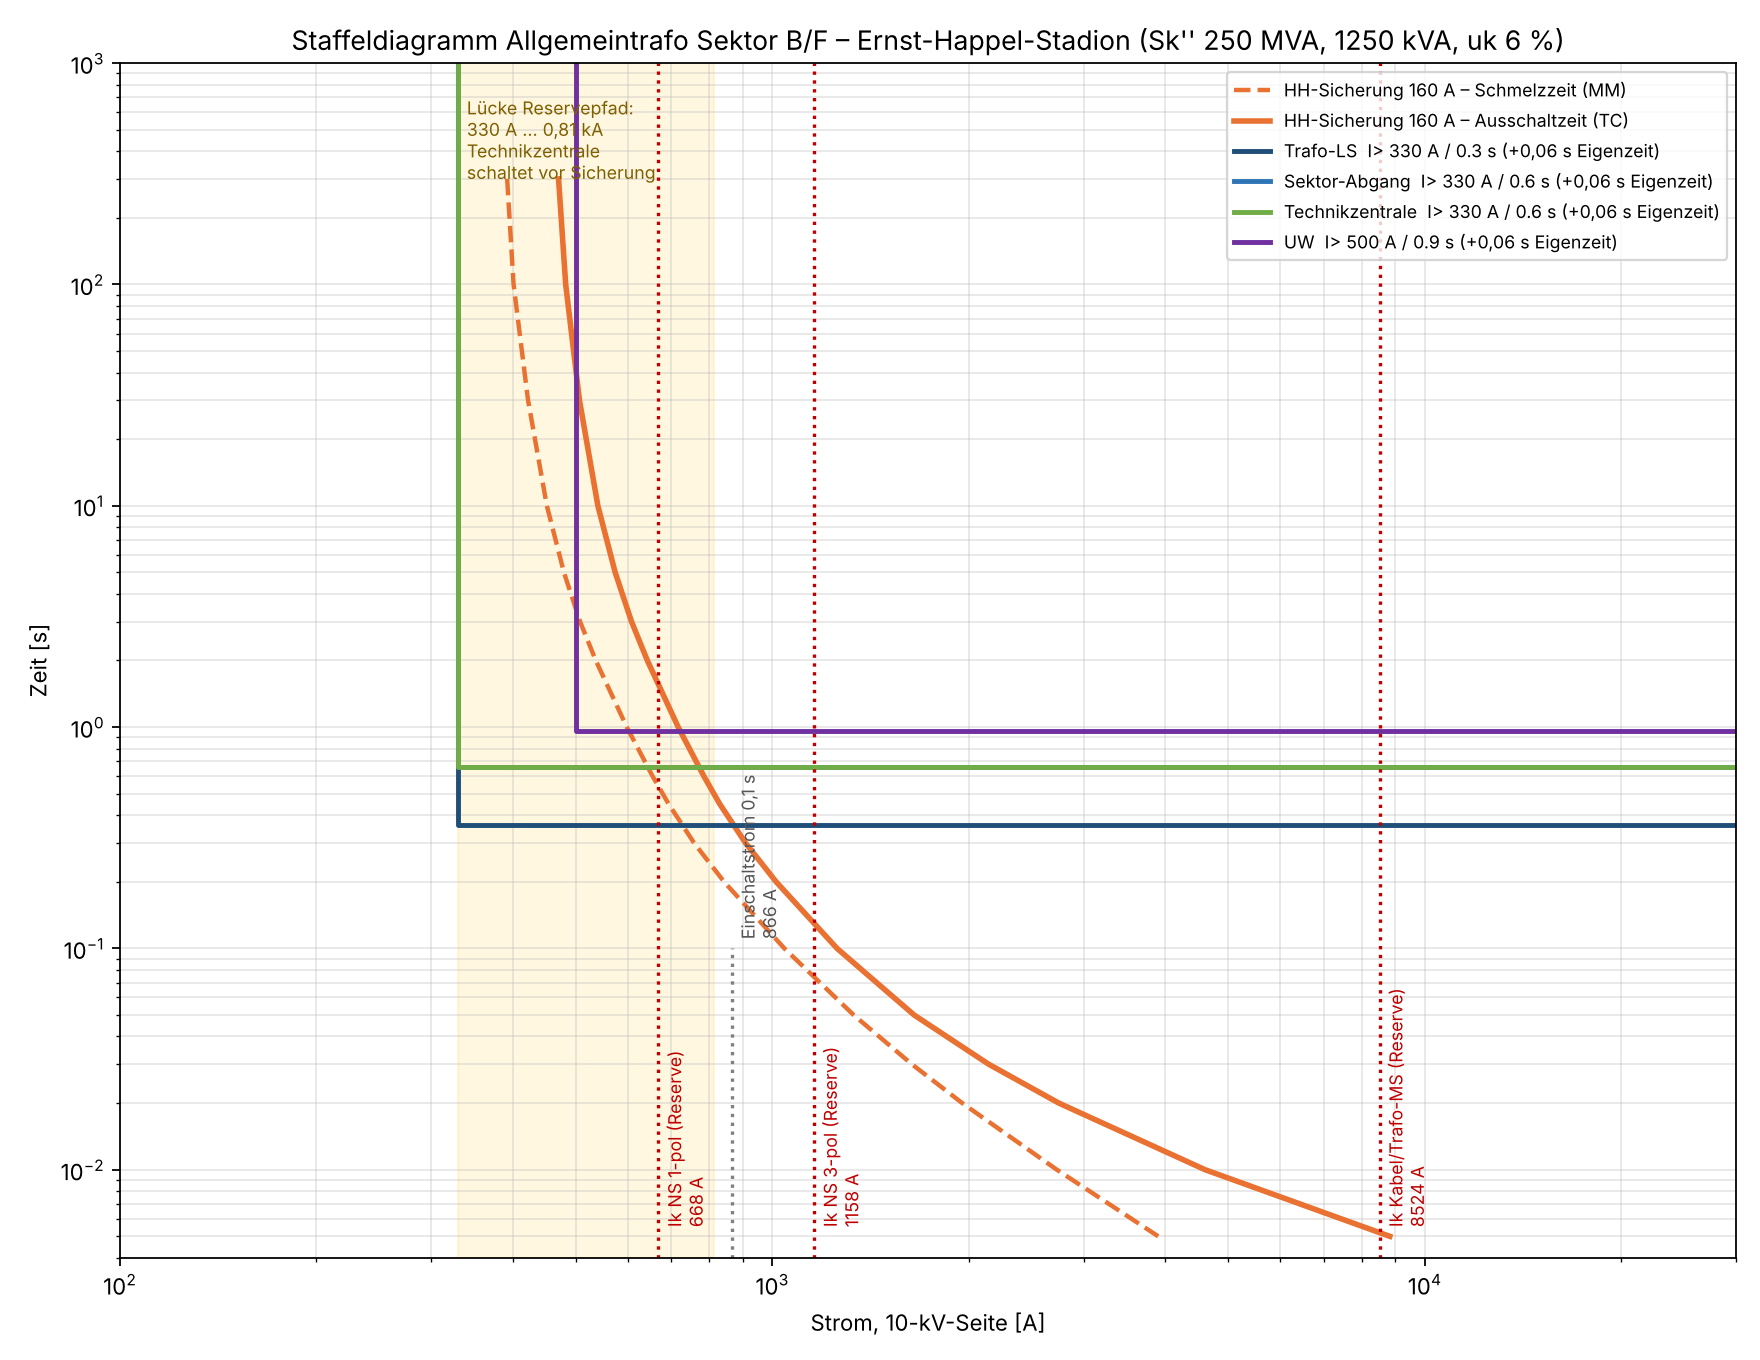 Staffeldiagramm Allgemeintrafo Sektor B/F – Ernst-Happel-Stadion (Sk'' 250 MVA, 1250 kVA, uk 6 %)
Lücke Reservepfad:
330 A ... 0,81 kA
Technikzentrale
schaltet vor Sicherung
HH-Sicherung 160 A – Schmelzzeit (MM)
HH-Sicherung 160 A – Ausschaltzeit (TC)
Trafo-LS I> 330 A / 0.3 s (+0,06 s Eigenzeit)
Sektor-Abgang I> 330 A / 0.6 s (+0,06 s Eigenzeit)
Technikzentrale I> 330 A / 0.6 s (+0,06 s Eigenzeit)
UW I> 500 A / 0.9 s (+0,06 s Eigenzeit)
10³
10²
10¹
10⁰
10⁻¹
10⁻²
Zeit [s]
Ik NS 1-pol (Reserve)
668 A
Einschaltstrom 0,1 s
866 A
Ik NS 3-pol (Reserve)
1158 A
Ik Kabel/Trafo-MS (Reserve)
8524 A
10²
10³
10⁴
Strom, 10-kV-Seite [A]